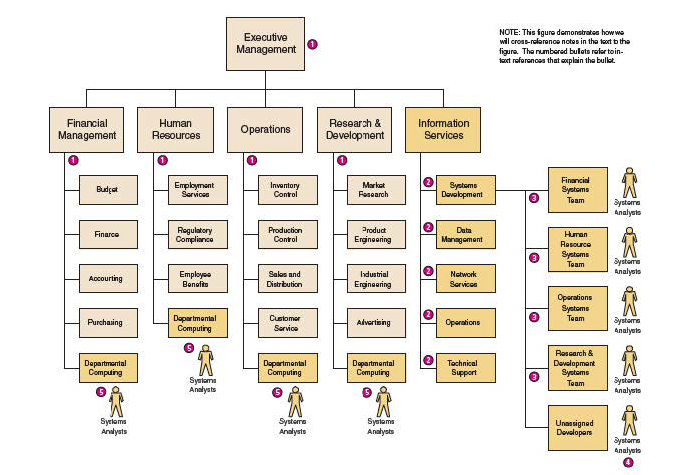 Executive
Management
1
NOTE: This figure demonstrates how we
will cross-reference notes in the text to the
figure. The numbered bullets refer to in-
text references that explain the bullet.
Financial
Management
Human
Resources
Operations
Research &
Development
Information
Services
1
1
1
1
Budget
Finance
Accounting
Purchasing
Departmental
Computing
5
Systems
Analysts
Employment
Services
Regulatory
Compliance
Employee
Benefits
Departmental
Computing
5
Systems
Analysts
Inventory
Control
Production
Control
Sales and
Distribution
Customer
Service
Departmental
Computing
5
Systems
Analysts
Market
Research
Product
Engineering
Industrial
Engineering
Advertising
Departmental
Computing
5
Systems
Analysts
2
Systems
Development
2
Data
Management
2
Network
Services
2
Operations
2
Technical
Support
3
Financial
Systems
Team
Systems
Analysts
3
Human
Resource
Systems
Team
Systems
Analysts
3
Operations
Systems
Team
Systems
Analysts
3
Research &
Development
Systems
Team
Systems
Analysts
Unassigned
Developers
Systems
Analysts
4